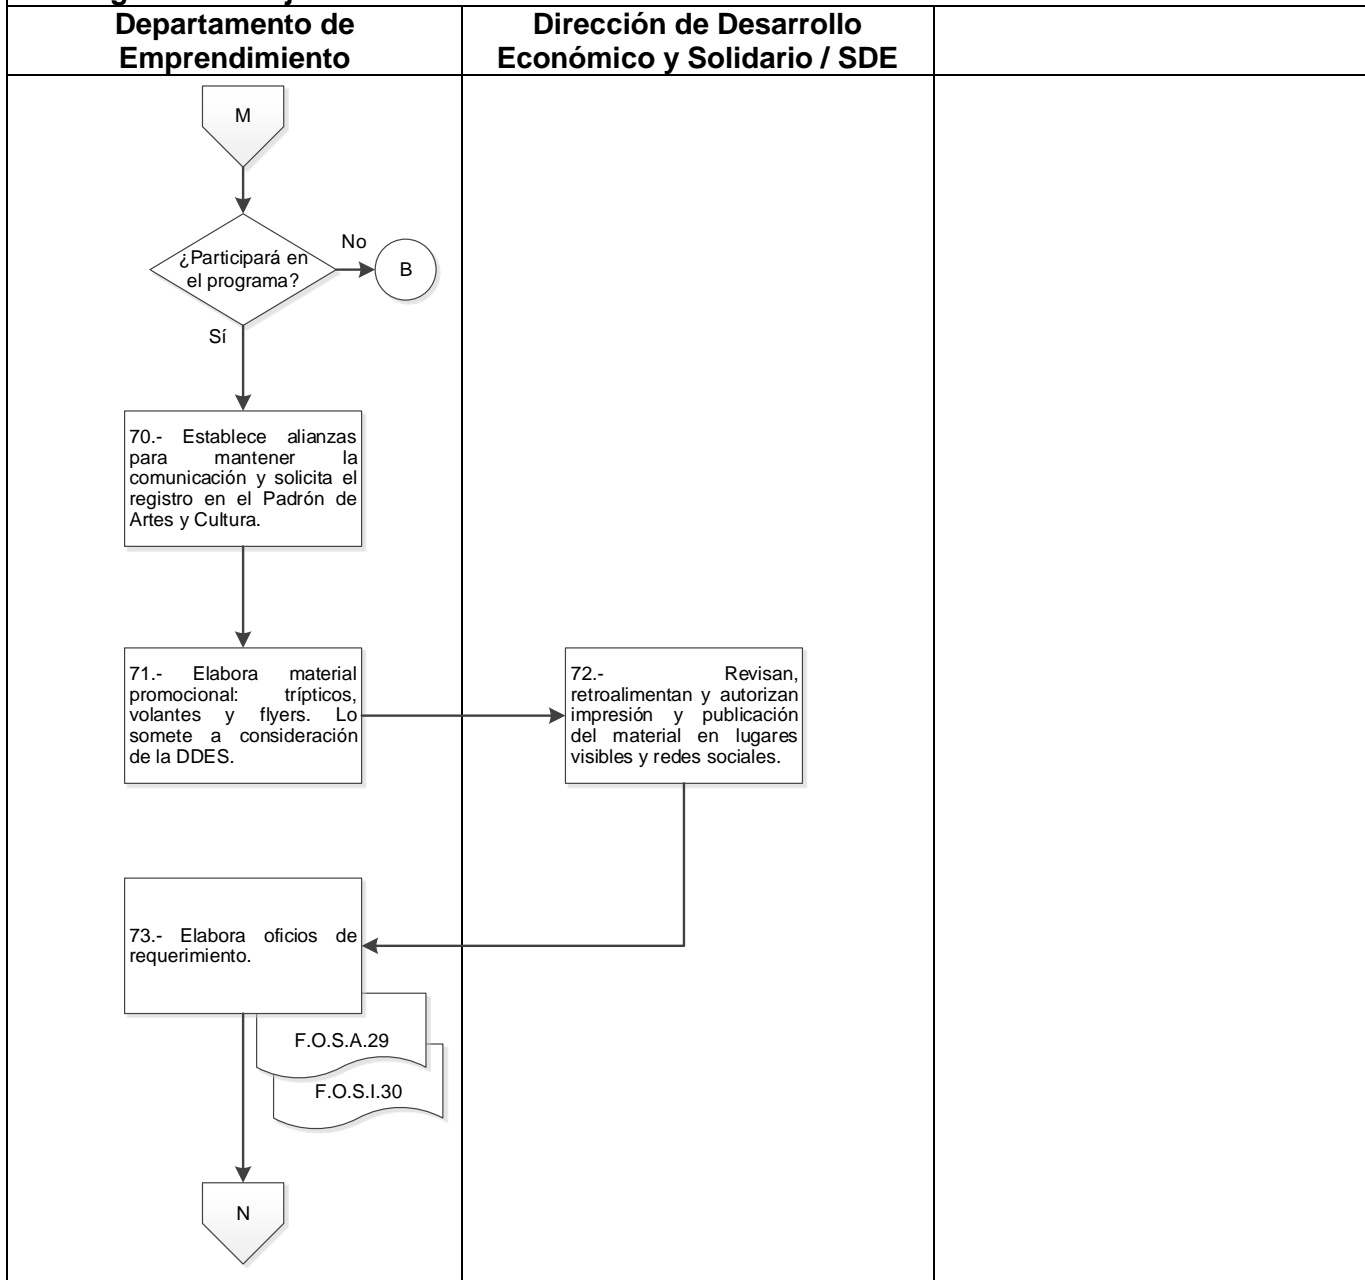 Departamento de
Emprendimiento
Dirección de Desarrollo
Económico y Solidario / SDE
M
¿Participará en
el programa?
No
B
Sí
70.- Establece alianzas
para mantener la
comunicación y solicita el
registro en el Padrón de
Artes y Cultura.
71.- Elabora material
promocional: trípticos,
volantes y flyers. Lo
somete a consideración
de la DDES.
72.- Revisan,
retroalimentan y autorizan
impresión y publicación
del material en lugares
visibles y redes sociales.
73.- Elabora oficios de
requerimiento.
F.O.S.A.29
F.O.S.I.30
N